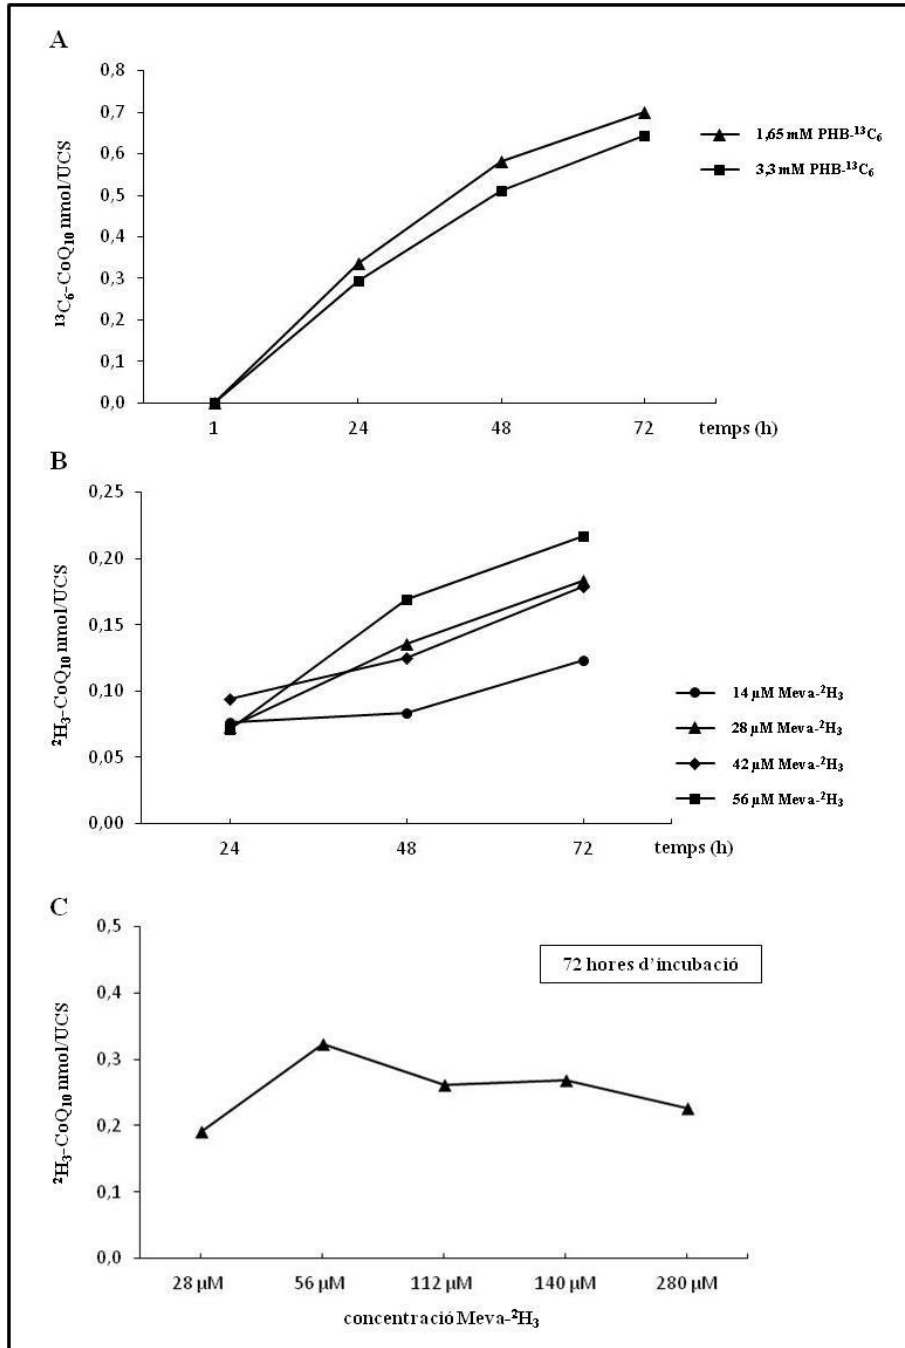 A
0,8
0,7
0,6
0,5
0,4
0,3
0,2
0,1
0,0
¹³C₆-CoQ₁₀ nmol/UCS
1 24 48 72 temps (h)
1,65 mM PHB-¹³C₆
3,3 mM PHB-¹³C₆
B
0,25
0,20
0,15
0,10
0,05
0,00
²H₃-CoQ₁₀ nmol/UCS
24 48 72 temps (h)
14 µM Meva-²H₃
28 µM Meva-²H₃
42 µM Meva-²H₃
56 µM Meva-²H₃
C
0,5
0,4
0,3
0,2
0,1
0,0
²H₃-CoQ₁₀ nmol/UCS
72 hores d’incubació
28 µM 56 µM 112 µM 140 µM 280 µM
concentració Meva-²H₃